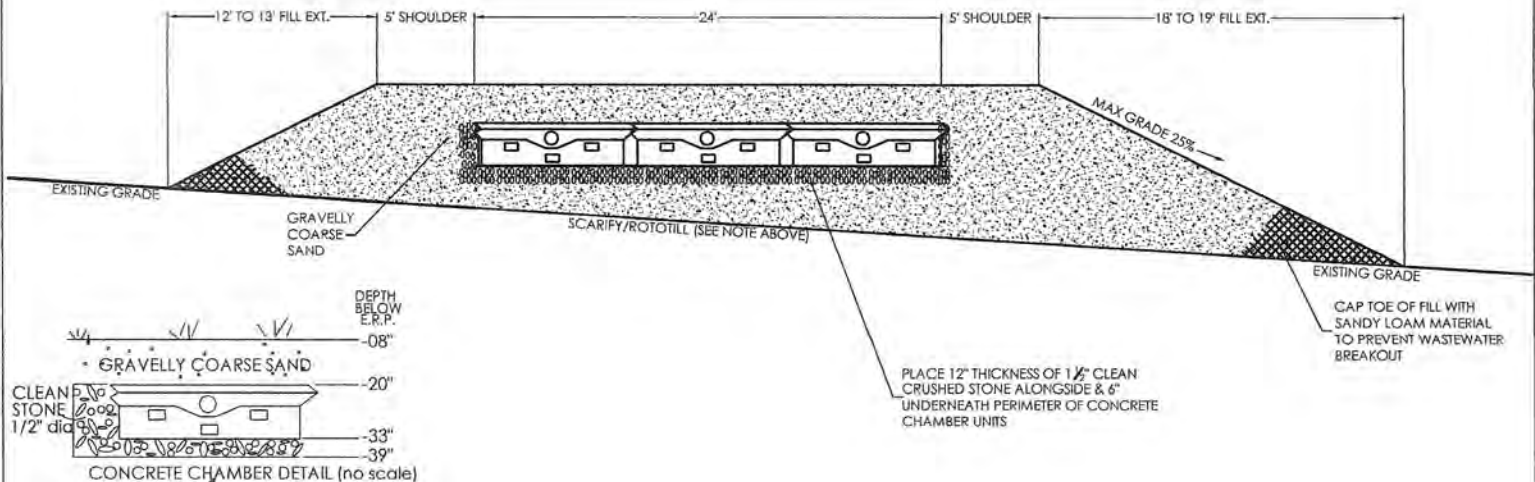 12' TO 13' FILL EXT.
5' SHOULDER
24'
5' SHOULDER
18' TO 19' FILL EXT.
MAX GRADE 25%
EXISTING GRADE
GRAVELLY
COARSE
SAND
SCARIFY/ROTOTILL (SEE NOTE ABOVE)
EXISTING GRADE
CAP TOE OF FILL WITH
SANDY LOAM MATERIAL
TO PREVENT WASTEWATER
BREAKOUT
PLACE 12" THICKNESS OF CLEAN
CRUSHED STONE ALONGSIDE & 6"
UNDERNEATH PERIMETER OF CONCRETE
CHAMBER UNITS
DEPTH
BELOW
E.R.P.
-08"
GRAVELLY COARSE SAND
-20"
CLEAN
STONE
1/2" dia
-33"
-39"
CONCRETE CHAMBER DETAIL (no scale)